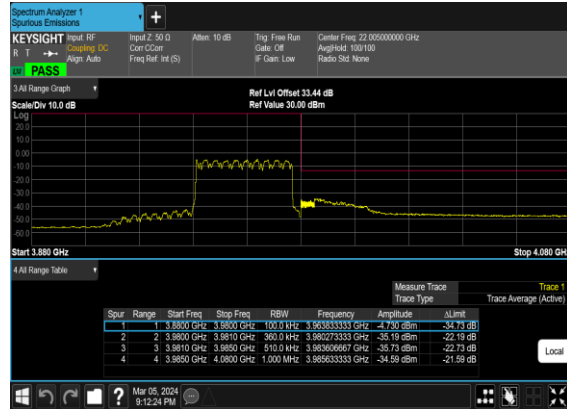 Spectrum Analyzer 1
Spurious Emissions
KEYSIGHT Input: RF Input Z: 50 Ω Atten: 10 dB Trig: Free Run Center Freq: 22.005000000 GHz
R T Coupling: DC Corr CCorr Gate: Off Avg|Hold: 100/100
Align: Auto Freq Ref: Int (S) IF Gain: Low Radio Std: None
PASS
3 All Range Graph
Ref Lvl Offset 33.44 dB
Scale/Div 10.0 dB Ref Value 30.00 dBm
Log
20.0
10.0
0.00
-10.0
-20.0
-30.0
-40.0
-50.0
-60.0
Start 3.880 GHz Stop 4.080 GH
4 All Range Table
Measure Trace Trace 1
Trace Type Trace Average (Active)
Spur Range Start Freq Stop Freq RBW Frequency Amplitude ΔLimit
1 1 3.8800 GHz 3.9800 GHz 100.0 kHz 3.963833333 GHz -4.730 dBm -34.73 dB
2 2 3.9800 GHz 3.9810 GHz 360.0 kHz 3.980273333 GHz -35.19 dBm -22.19 dB
3 3 3.9810 GHz 3.9850 GHz 510.0 kHz 3.983606667 GHz -35.73 dBm -22.73 dB
4 4 3.9850 GHz 4.0800 GHz 1.000 MHz 3.985633333 GHz -34.59 dBm -21.59 dB
Local
? Mar 05, 2024
9:12:24 PM